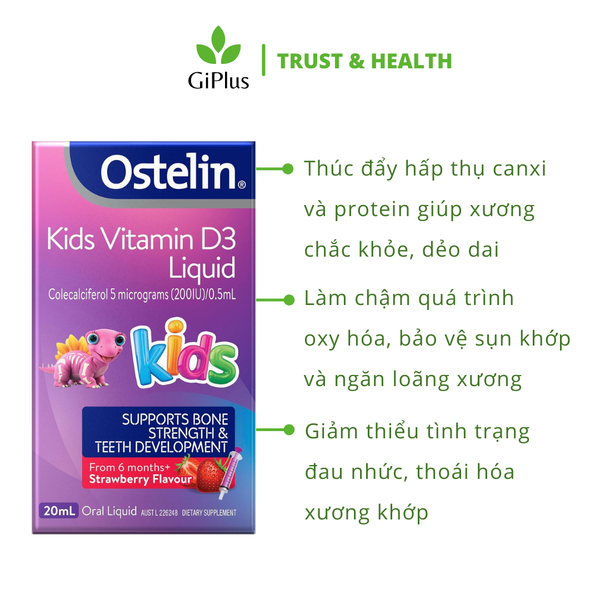 GiPlus
TRUST & HEALTH
Ostelin®
Kids Vitamin D3
Liquid
Colecalciferol 5 micrograms (200IU)/0.5mL
kids
SUPPORTS BONE
STRENGTH &
TEETH DEVELOPMENT
From 6 months+
Strawberry Flavour
20mL
Oral Liquid
AUST L 226248
DIETARY SUPPLEMENT
Thúc đẩy hấp thụ canxi
và protein giúp xương
chắc khỏe, dẻo dai
Làm chậm quá trình
oxy hóa, bảo vệ sụn khớp
và ngăn loãng xương
Giảm thiểu tình trạng
đau nhức, thoái hóa
xương khớp